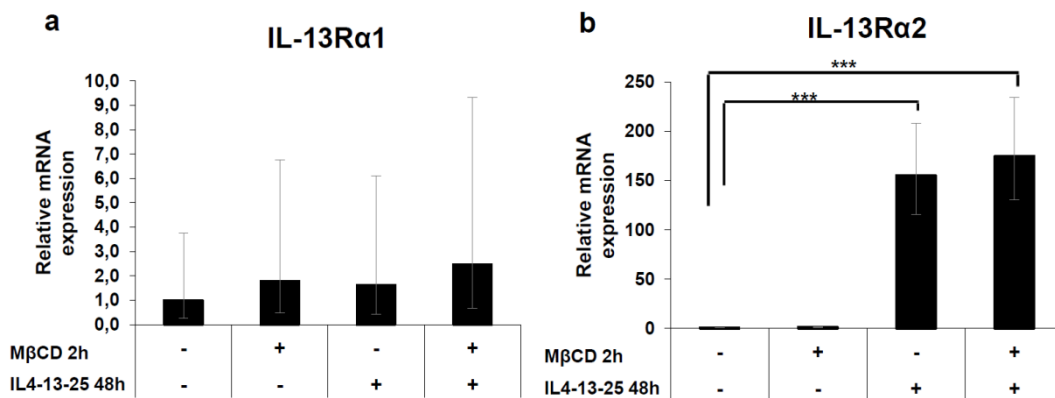 a
IL-13Rα1
Relative mRNA
expression
10,0
9,0
8,0
7,0
6,0
5,0
4,0
3,0
2,0
1,0
0,0
MβCD 2h - + - +
IL4-13-25 48h - - + +
b
IL-13Rα2
Relative mRNA
expression
250
200
150
100
50
0
***
***
MβCD 2h - + - +
IL4-13-25 48h - - + +